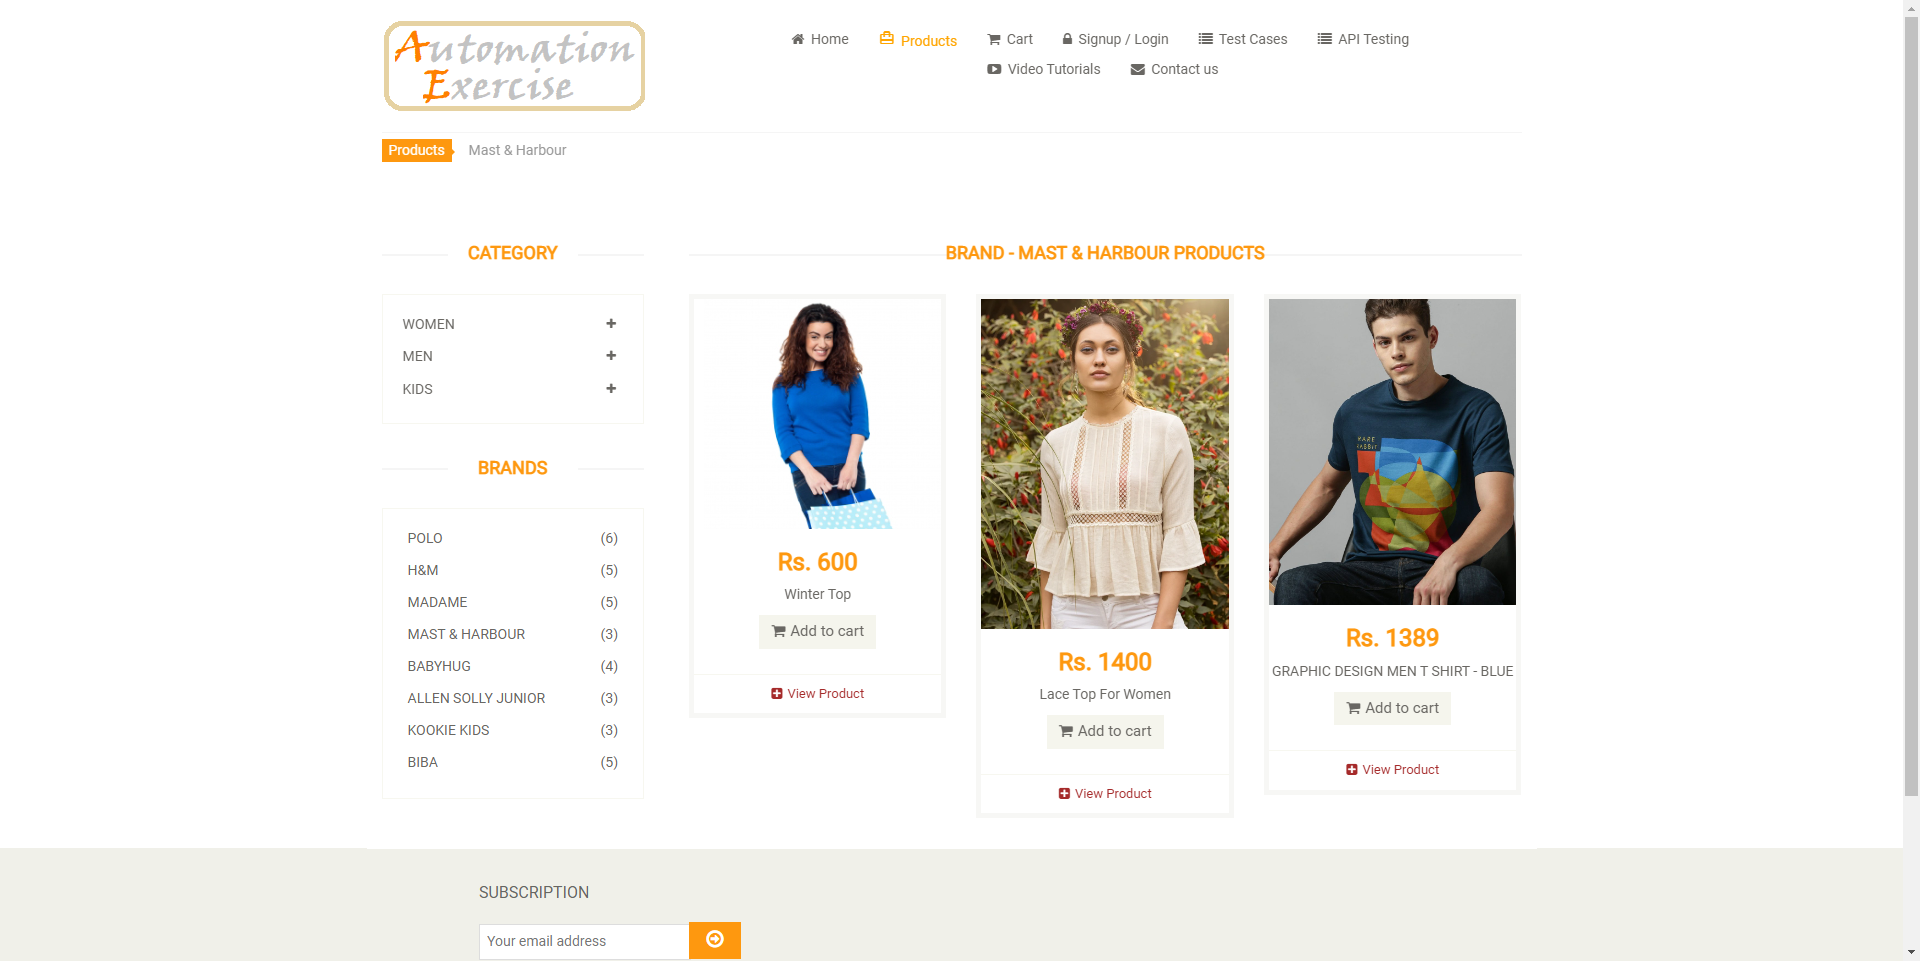 Automation
Exercise
Home
Products
Cart
Signup / Login
Test Cases
API Testing
Video Tutorials
Contact us
Products
Mast & Harbour
CATEGORY
WOMEN
MEN
KIDS
BRANDS
POLO (6)
H&M (5)
MADAME (5)
MAST & HARBOUR (3)
BABYHUG (4)
ALLEN SOLLY JUNIOR (3)
KOOKIE KIDS (3)
BIBA (5)
BRAND - MAST & HARBOUR PRODUCTS
Rs. 600
Winter Top
Add to cart
View Product
Rs. 1400
Lace Top For Women
Add to cart
View Product
RARE
RABBIT
Rs. 1389
GRAPHIC DESIGN MEN T SHIRT - BLUE
Add to cart
View Product
SUBSCRIPTION
Your email address